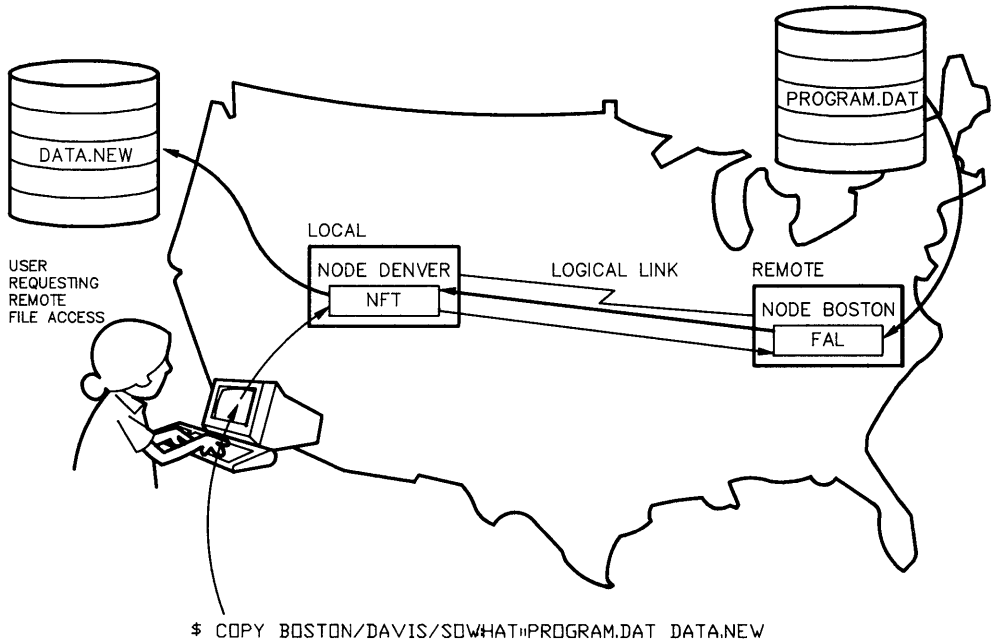 PROGRAM.DAT
DATA.NEW
LOCAL
NODE DENVER
NFT
LOGICAL LINK
REMOTE
NODE BOSTON
FAL
USER
REQUESTING
REMOTE
FILE ACCESS
$ COPY BOSTON/DAVIS/SOWHAT::PROGRAM.DAT DATA.NEW